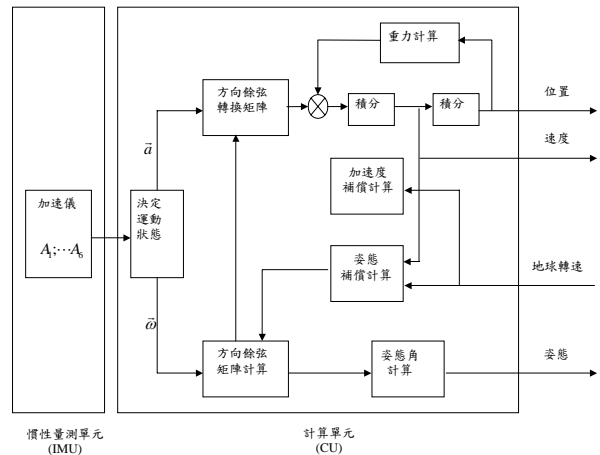 重力計算
方向餘弦
轉換矩陣
積分
積分
位置
速度
a
加速度
補償計算
加速儀
A₁;⋯A₆
決定
運動
狀態
姿態
補償計算
地球轉速
ω
方向餘弦
矩陣計算
姿態角
計算
姿態
慣性量測單元
(IMU)
計算單元
(CU)